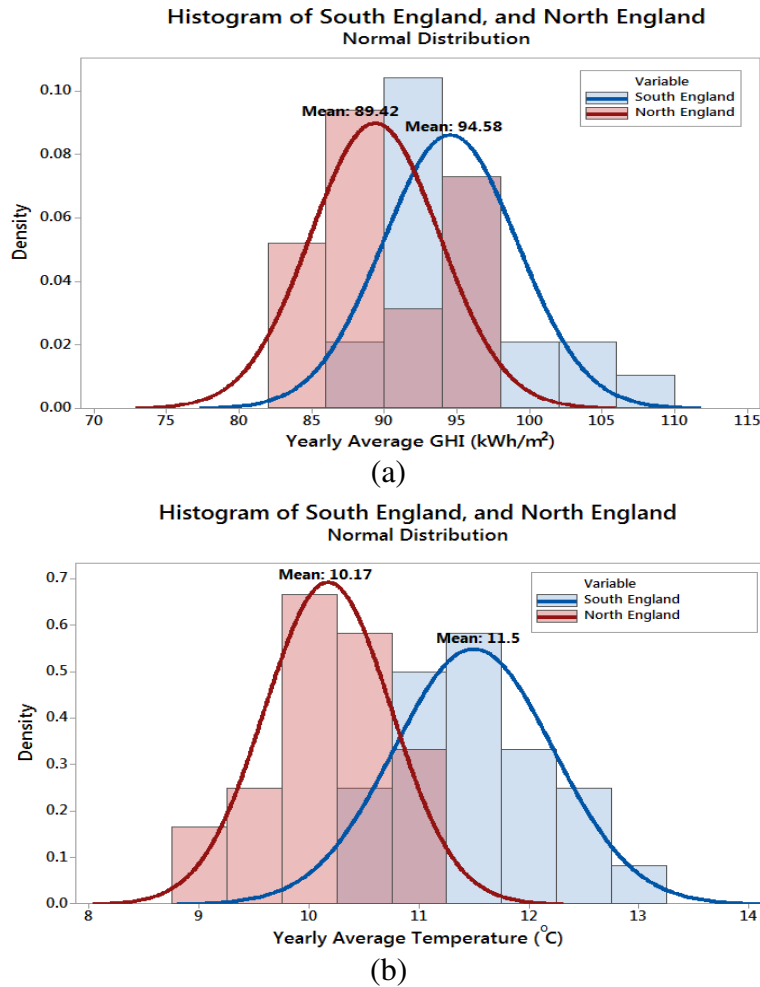 Histogram of South England, and North England
Normal Distribution
0.10
0.08
0.06
0.04
0.02
0.00
Density
Mean: 89.42
Mean: 94.58
Variable
South England
North England
70 75 80 85 90 95 100 105 110 115
Yearly Average GHI (kWh/m²)
(a)
Histogram of South England, and North England
Normal Distribution
0.7
0.6
0.5
0.4
0.3
0.2
0.1
0.0
Density
Mean: 10.17
Mean: 11.5
Variable
South England
North England
8 9 10 11 12 13 14
Yearly Average Temperature (°C)
(b)